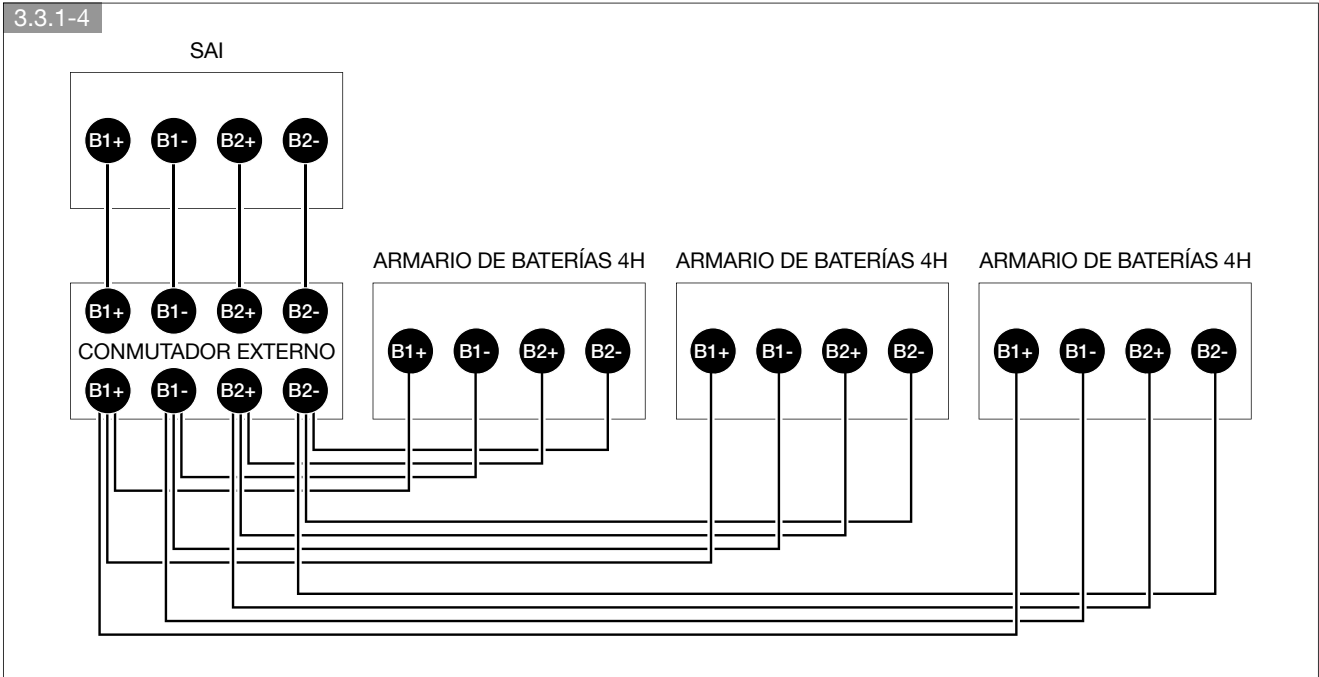 3.3.1-4
SAI
B1+ B1- B2+ B2-
ARMARIO DE BATERÍAS 4H ARMARIO DE BATERÍAS 4H ARMARIO DE BATERÍAS 4H
B1+ B1- B2+ B2-
CONMUTADOR EXTERNO
B1+ B1- B2+ B2-
B1+ B1- B2+ B2-
B1+ B1- B2+ B2-
B1+ B1- B2+ B2-